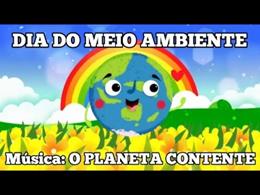 DIA DO MEIO AMBIENTE
Música: O PLANETA CONTENTE